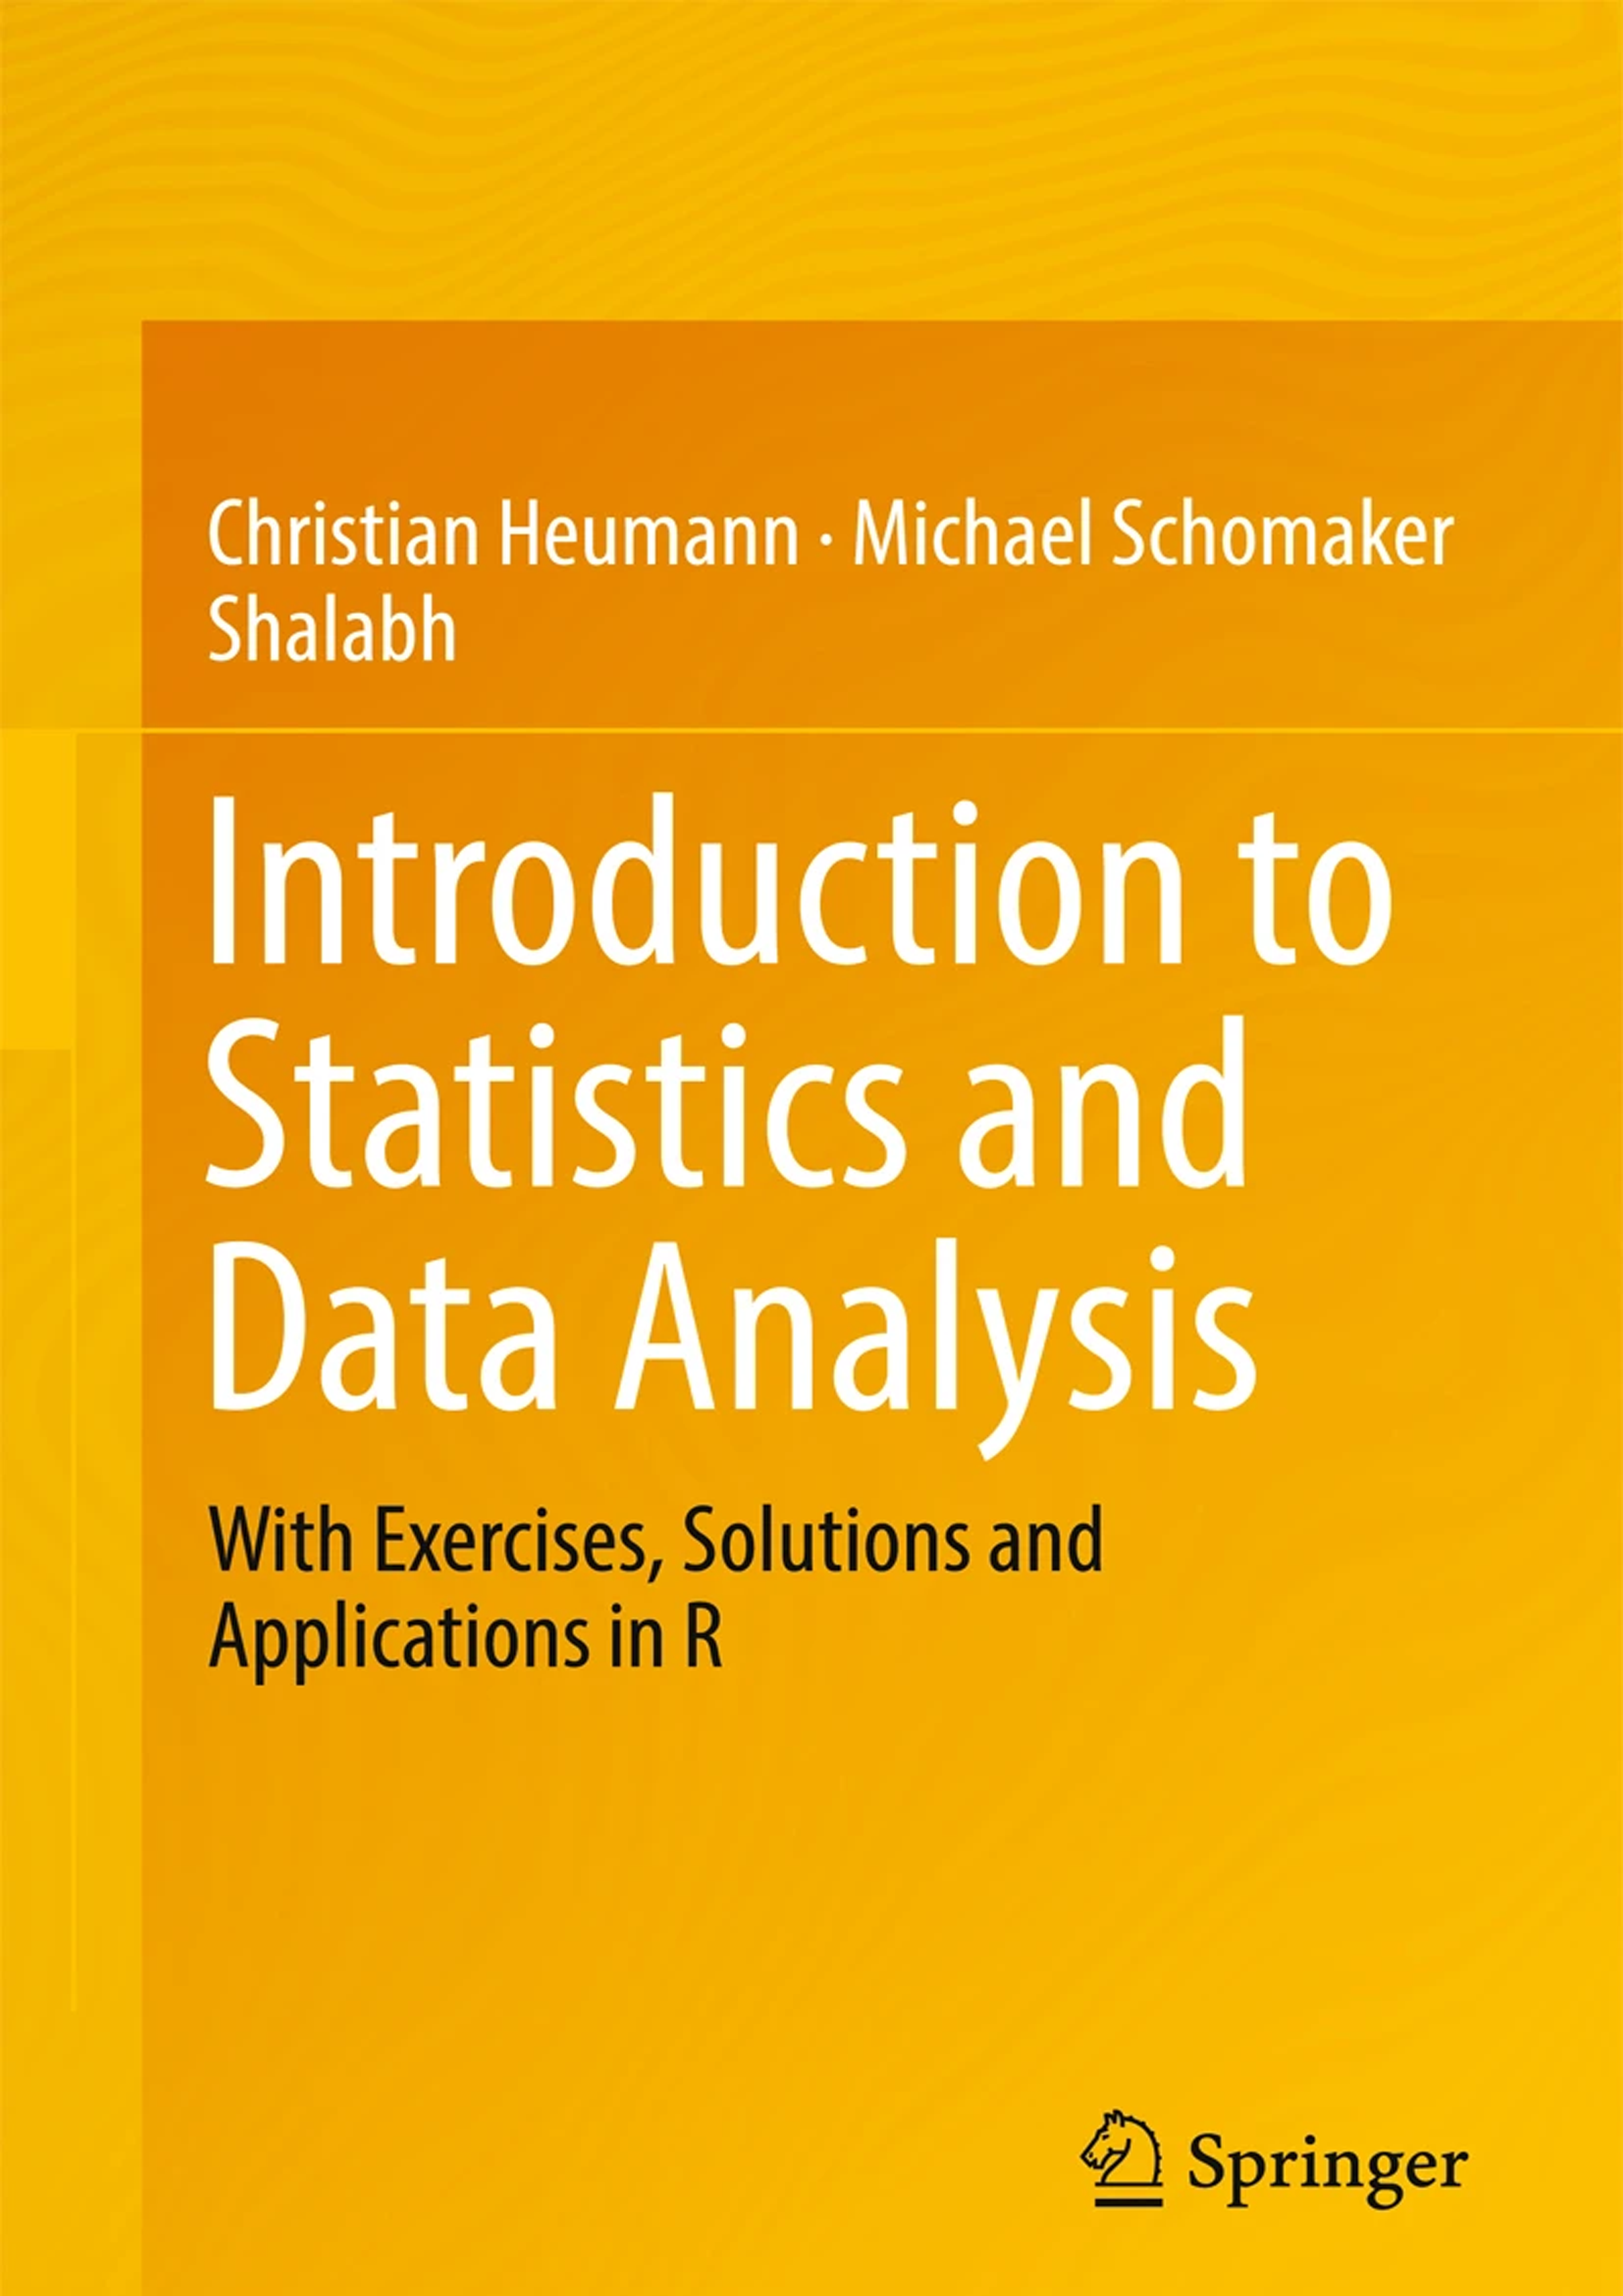 Christian Heumann · Michael Schomaker
Shalabh
Introduction to
Statistics and
Data Analysis
With Exercises, Solutions and
Applications in R
Springer